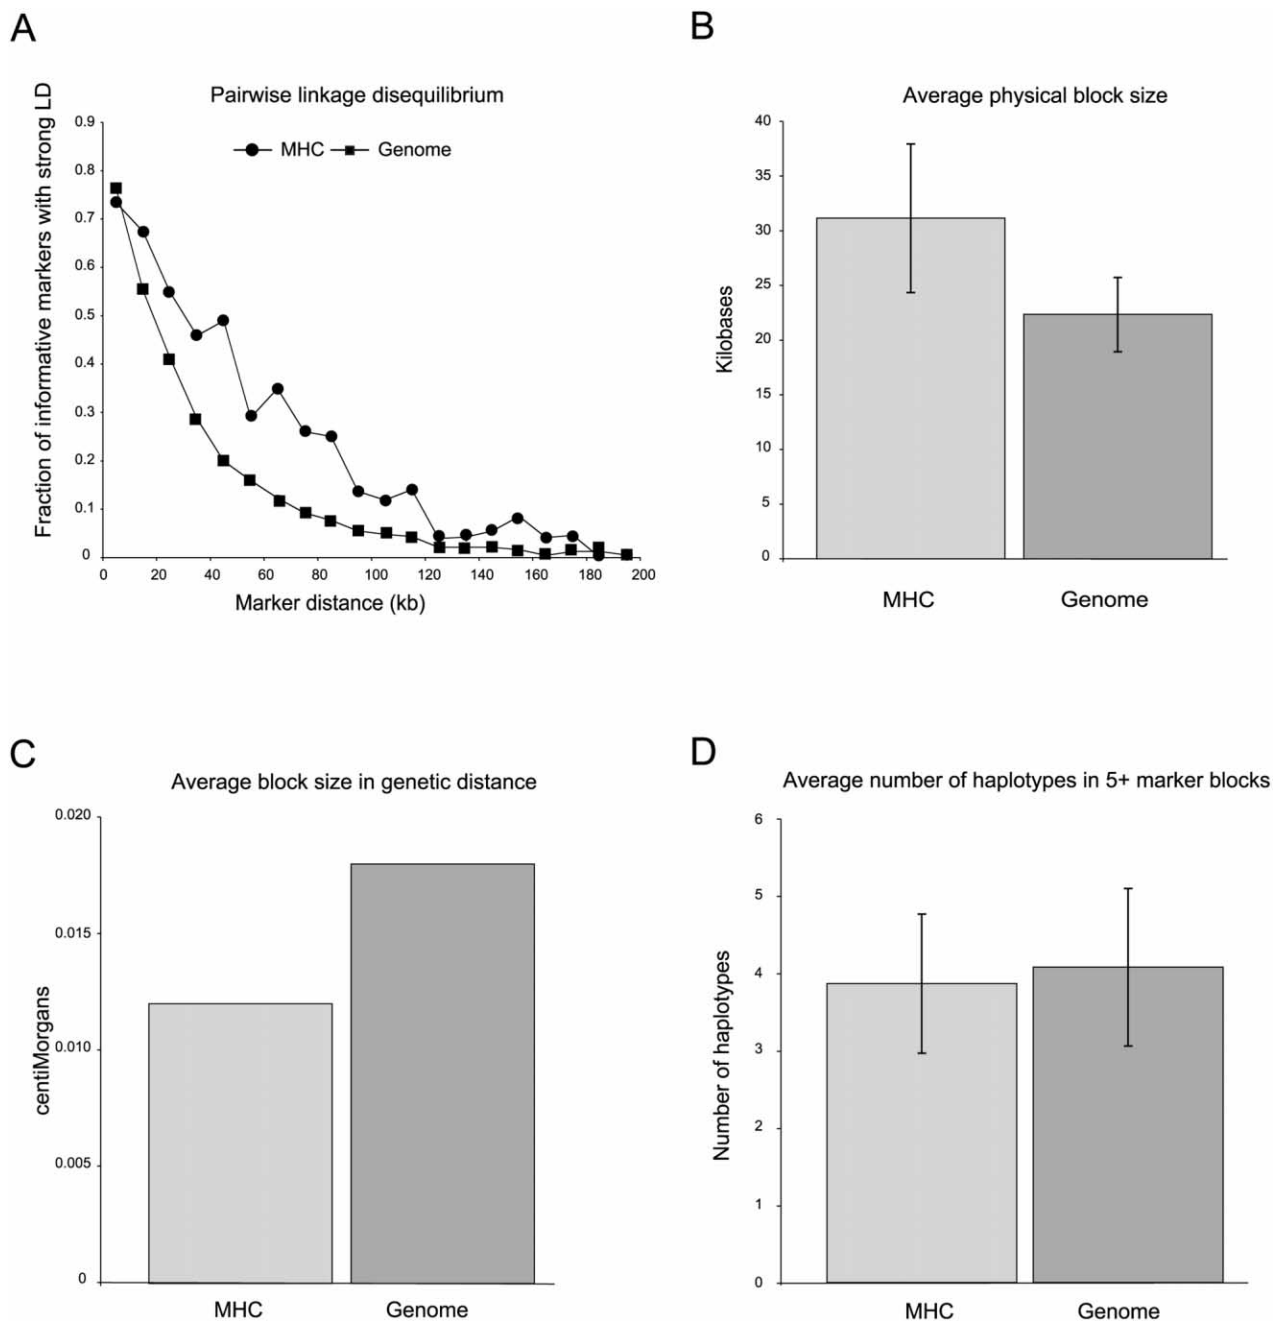 A
Pairwise linkage disequilibrium
Fraction of informative markers with strong LD
0.9
0.8
0.7
0.6
0.5
0.4
0.3
0.2
0.1
0
MHC Genome
0 20 40 60 80 100 120 140 160 180 200
Marker distance (kb)
B
Average physical block size
Kilobases
40
35
30
25
20
15
10
5
0
MHC Genome
C
Average block size in genetic distance
centiMorgans
0.020
0.015
0.010
0.005
0
MHC Genome
D
Average number of haplotypes in 5+ marker blocks
Number of haplotypes
6
5
4
3
2
1
0
MHC Genome